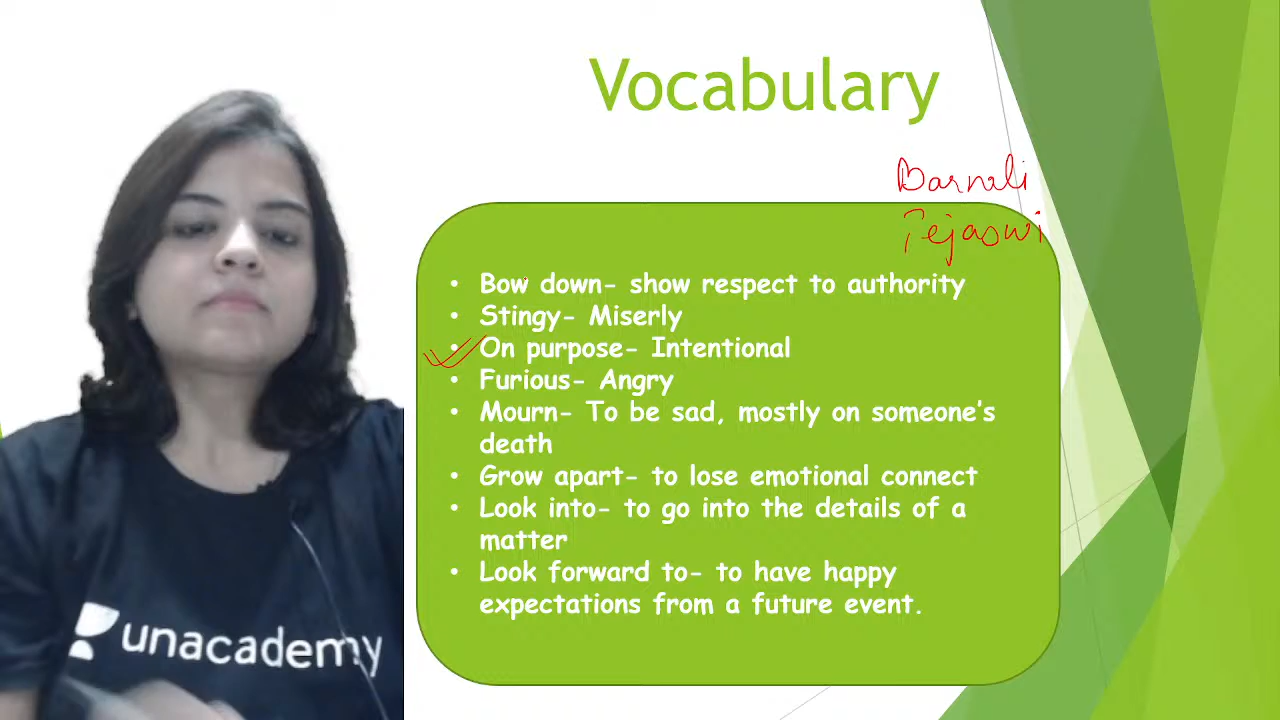 Vocabulary
Barnali
Tejaswi
• Bow down- show respect to authority
• Stingy- Miserly
• On purpose- Intentional
• Furious- Angry
• Mourn- To be sad, mostly on someone's
death
• Grow apart- to lose emotional connect
• Look into- to go into the details of a
matter
• Look forward to- to have happy
expectations from a future event.
unacademy